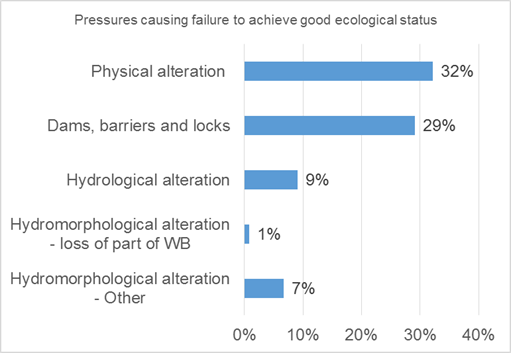 Pressures causing failure to achieve good ecological status
Physical alteration 32%
Dams, barriers and locks 29%
Hydrological alteration 9%
Hydromorphological alteration
- loss of part of WB 1%
Hydromorphological alteration
- Other 7%
0% 10% 20% 30% 40%